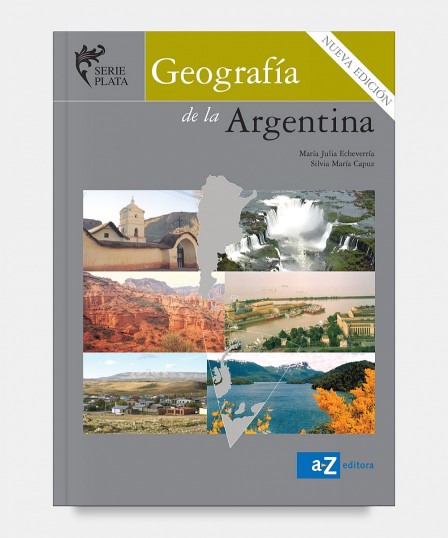 SERIE
PLATA
Geografía
de la Argentina
NUEVA EDICIÓN
María Julia Echeverría
Silvia María Capuz
a-Z editora